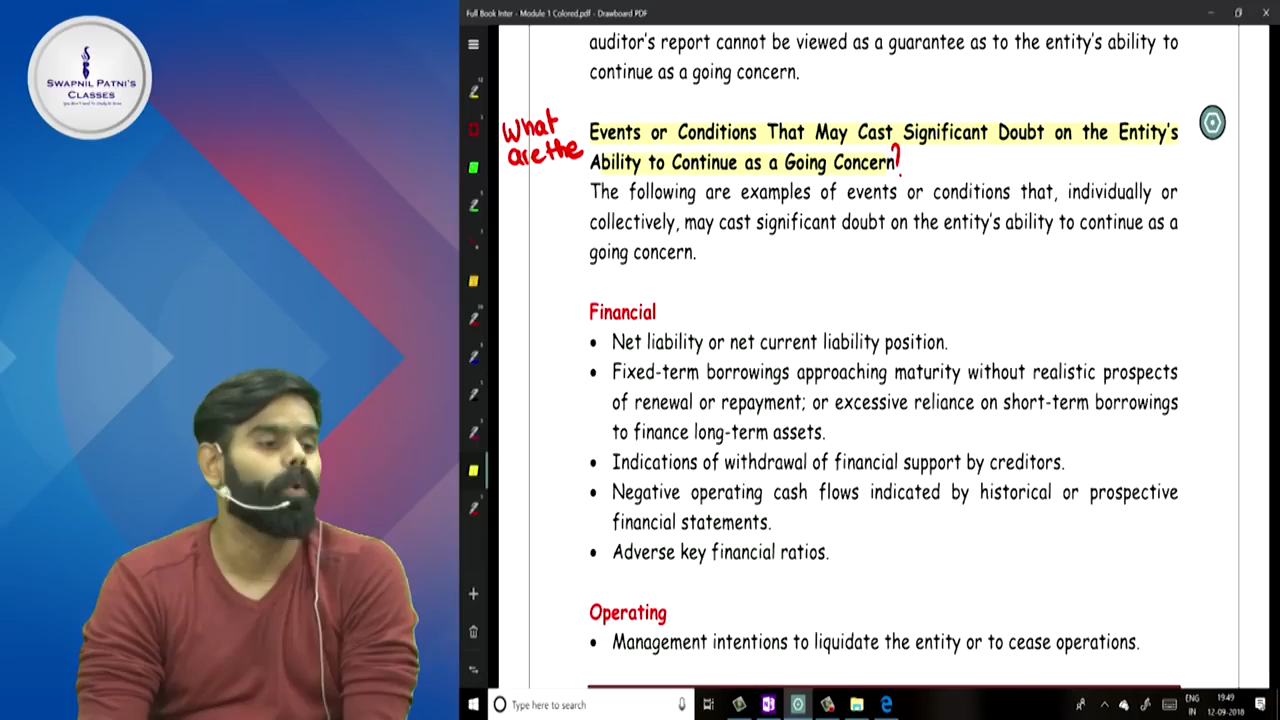 Full Book Inter - Module 1 Colored.pdf - Drawboard PDF
SWAPNIL PATNI'S
CLASSES
auditor's report cannot be viewed as a guarantee as to the entity's ability to
continue as a going concern.
What
are the
Events or Conditions That May Cast Significant Doubt on the Entity's
Ability to Continue as a Going Concern?
The following are examples of events or conditions that, individually or
collectively, may cast significant doubt on the entity's ability to continue as a
going concern.
Financial
• Net liability or net current liability position.
• Fixed-term borrowings approaching maturity without realistic prospects
of renewal or repayment; or excessive reliance on short-term borrowings
to finance long-term assets.
• Indications of withdrawal of financial support by creditors.
• Negative operating cash flows indicated by historical or prospective
financial statements.
• Adverse key financial ratios.
Operating
• Management intentions to liquidate the entity or to cease operations.
Type here to search
ENG
IN
19:49
12-09-2018